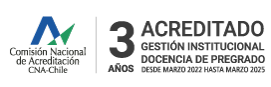 Comisión Nacional
de Acreditación
CNA-Chile
3
AÑOS
ACREDITADO
GESTIÓN INSTITUCIONAL
DOCENCIA DE PREGRADO
DESDE MARZO 2022 HASTA MARZO 2025